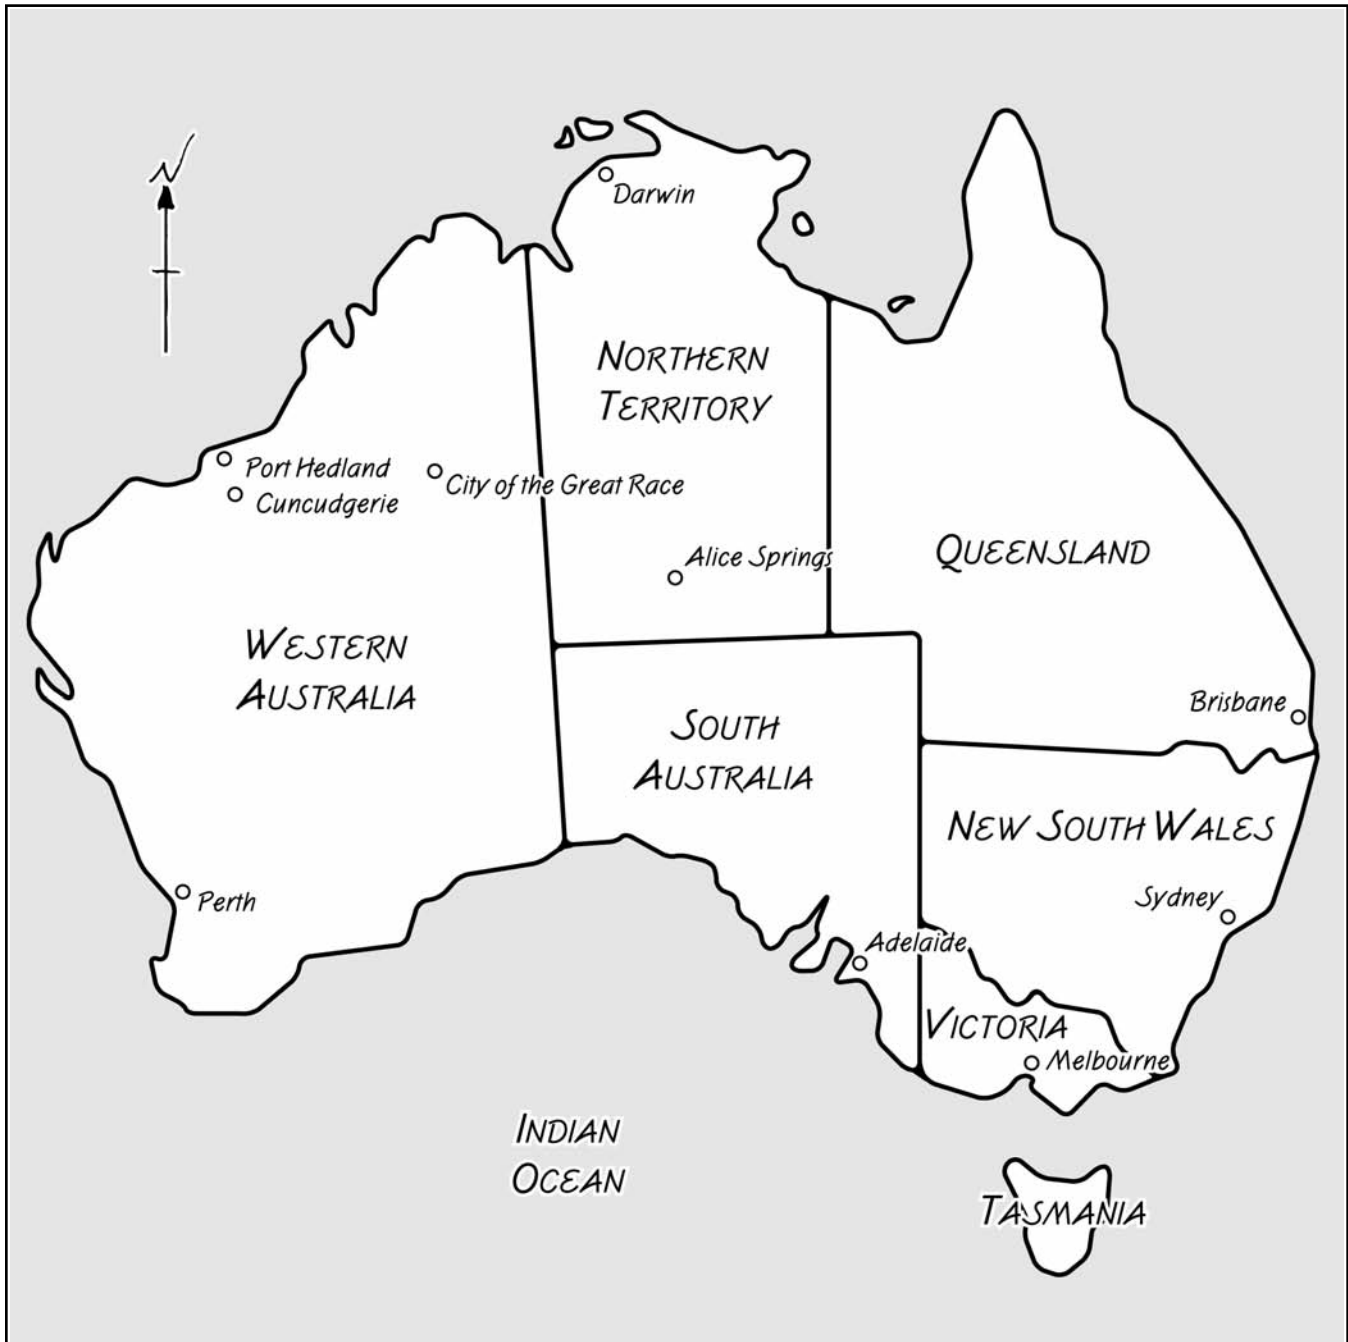 N
Darwin
NORTHERN
TERRITORY
Port Hedland
Cuncudgerie
City of the Great Race
Alice Springs
QUEENSLAND
WESTERN
AUSTRALIA
Brisbane
SOUTH
AUSTRALIA
NEW SOUTH WALES
Perth
Sydney
Adelaide
VICTORIA
Melbourne
INDIAN
OCEAN
TASMANIA